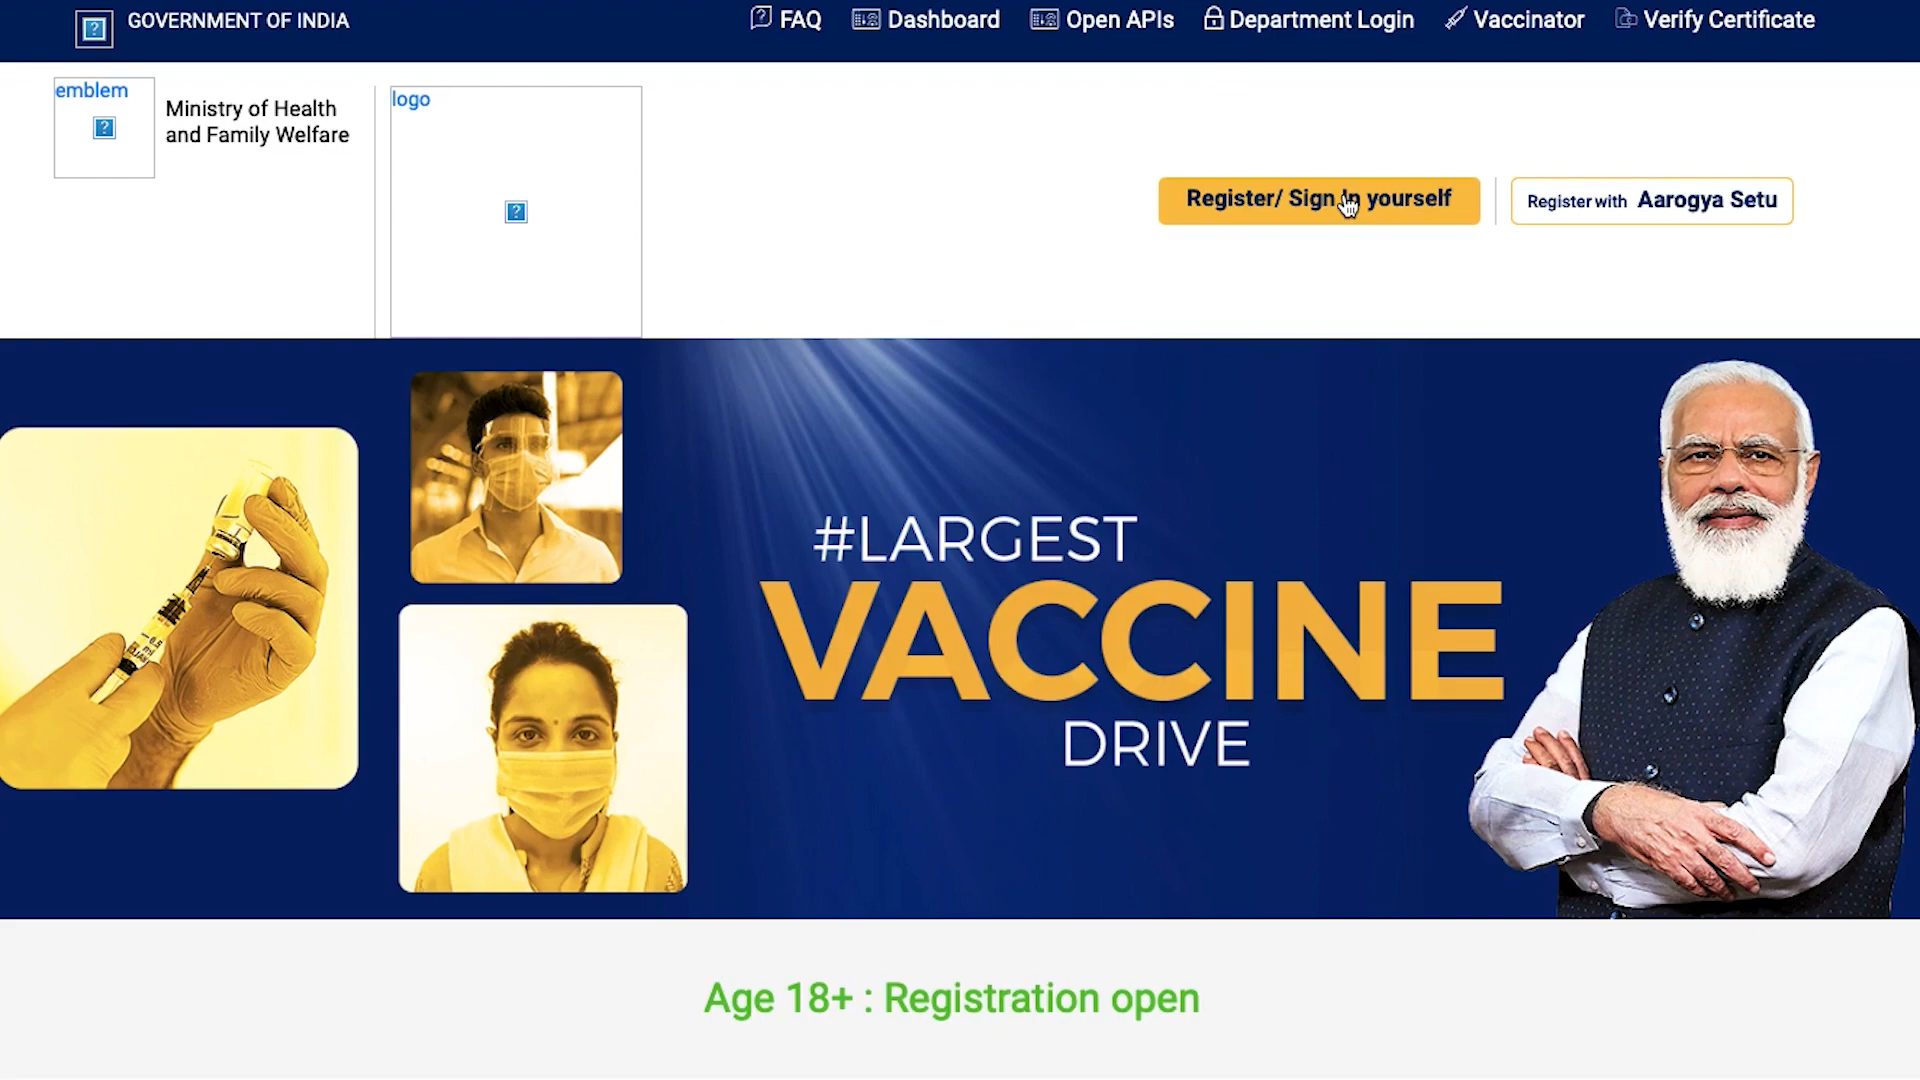 GOVERNMENT OF INDIA
FAQ
Dashboard
Open APIs
Department Login
Vaccinator
Verify Certificate
emblem
Ministry of Health
and Family Welfare
logo
Register/ Sign In yourself
Register with Aarogya Setu
#LARGEST
VACCINE
DRIVE
Age 18+ : Registration open